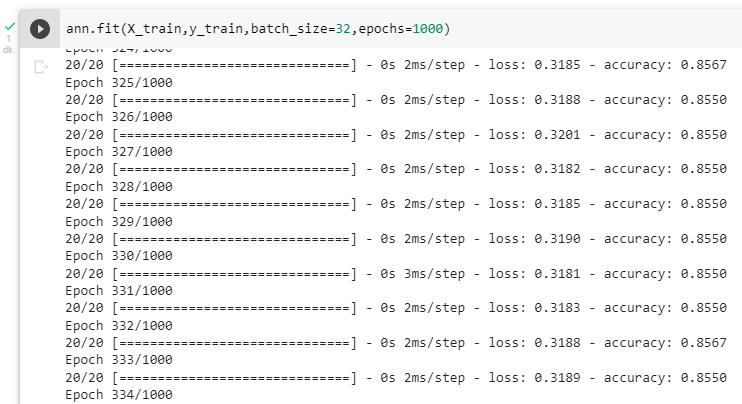 ann.fit(X_train,y_train,batch_size=32,epochs=1000)
1
dk.
Epoch 324/1000
20/20 [==============================] - 0s 2ms/step - loss: 0.3185 - accuracy: 0.8567
Epoch 325/1000
20/20 [==============================] - 0s 2ms/step - loss: 0.3188 - accuracy: 0.8550
Epoch 326/1000
20/20 [==============================] - 0s 2ms/step - loss: 0.3201 - accuracy: 0.8550
Epoch 327/1000
20/20 [==============================] - 0s 2ms/step - loss: 0.3182 - accuracy: 0.8550
Epoch 328/1000
20/20 [==============================] - 0s 2ms/step - loss: 0.3185 - accuracy: 0.8550
Epoch 329/1000
20/20 [==============================] - 0s 2ms/step - loss: 0.3190 - accuracy: 0.8550
Epoch 330/1000
20/20 [==============================] - 0s 3ms/step - loss: 0.3181 - accuracy: 0.8550
Epoch 331/1000
20/20 [==============================] - 0s 2ms/step - loss: 0.3183 - accuracy: 0.8550
Epoch 332/1000
20/20 [==============================] - 0s 2ms/step - loss: 0.3188 - accuracy: 0.8567
Epoch 333/1000
20/20 [==============================] - 0s 2ms/step - loss: 0.3189 - accuracy: 0.8550
Epoch 334/1000